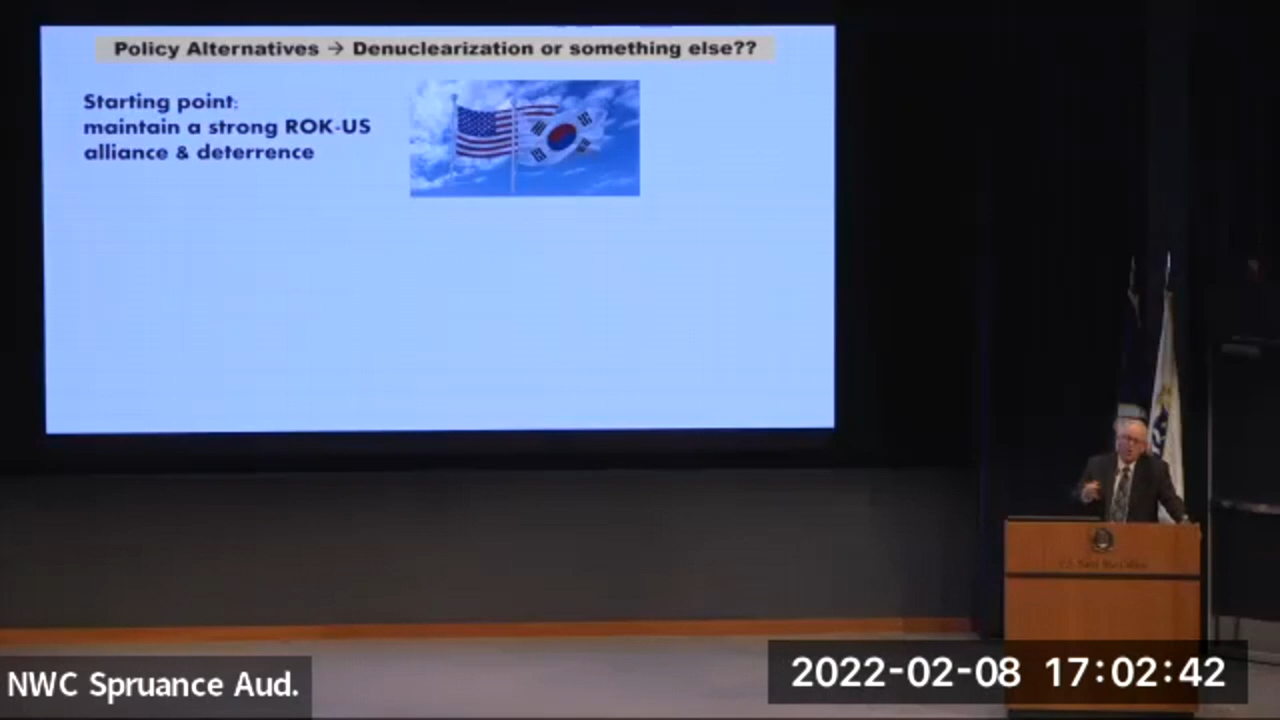 Policy Alternatives → Denuclearization or something else??
Starting point:
maintain a strong ROK-US
alliance & deterrence
NWC Spruance Aud.
2022-02-08 17:02:42